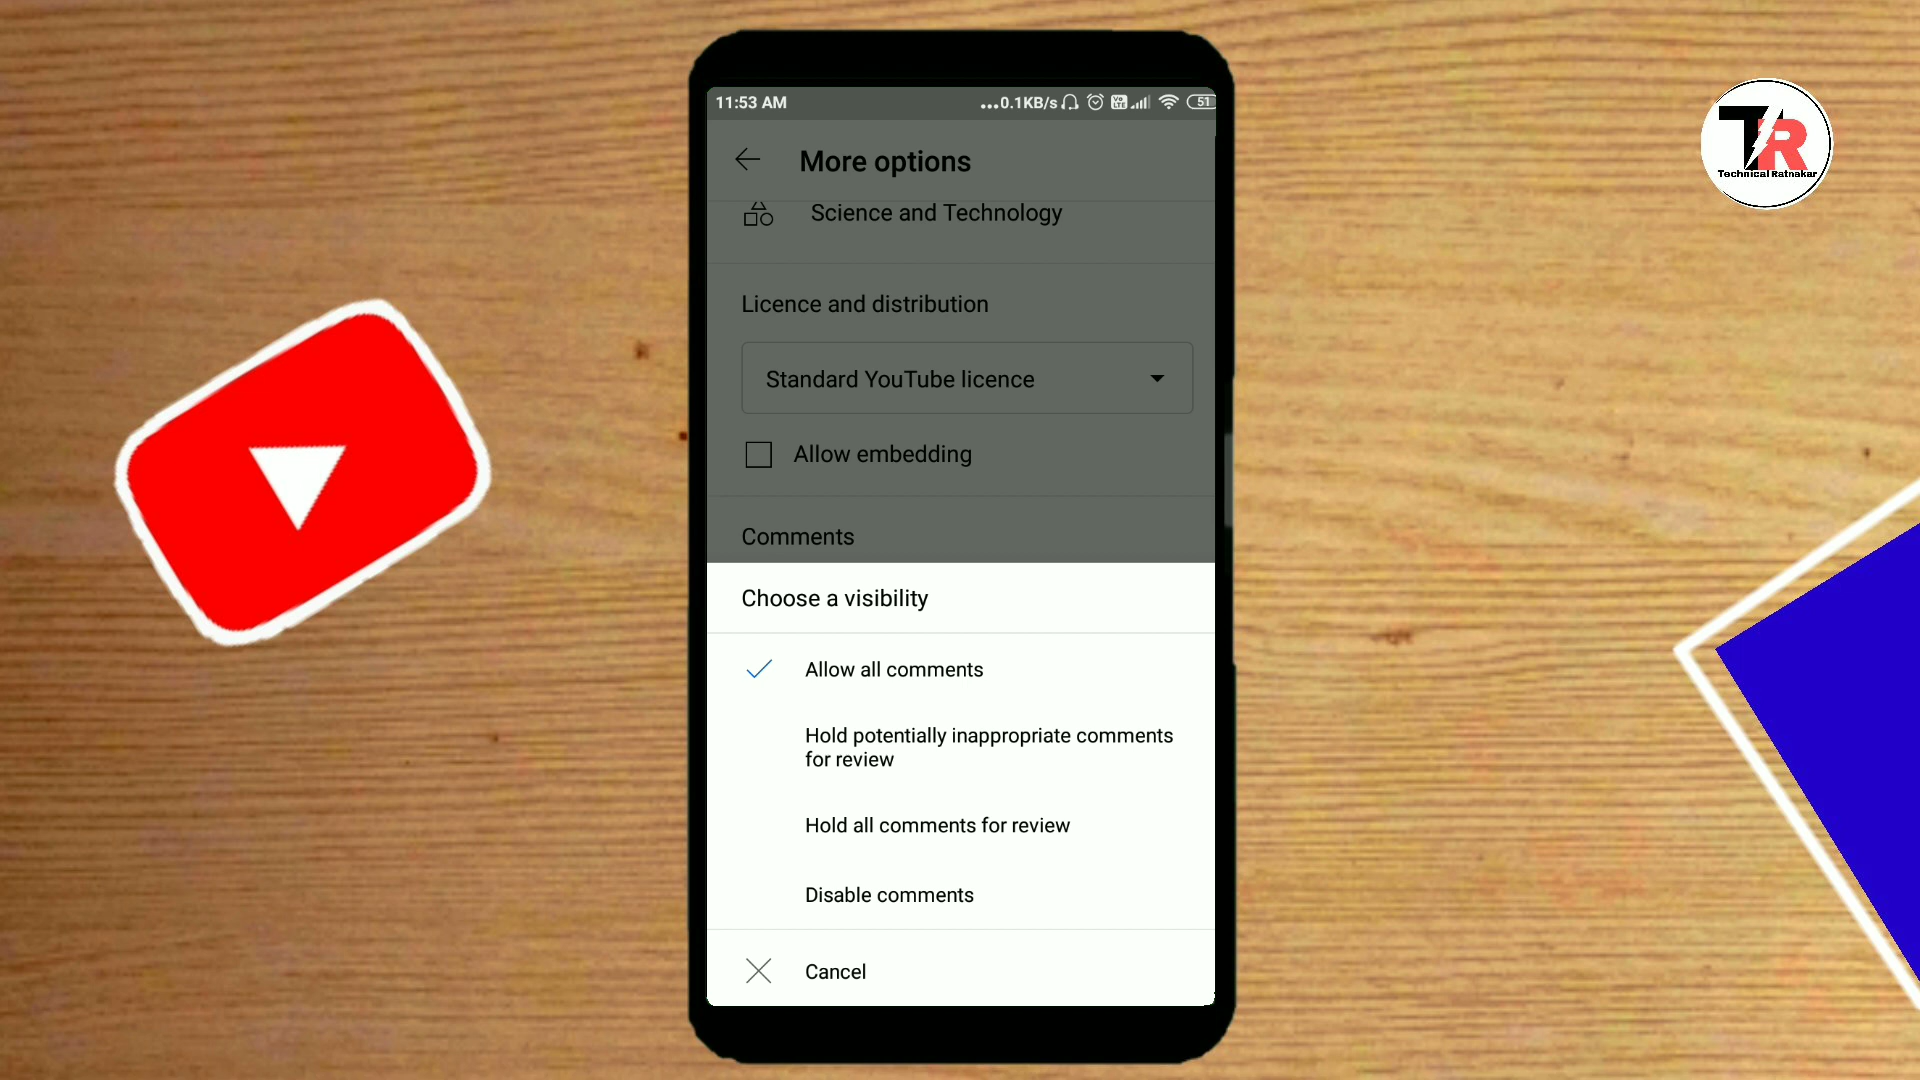 11:53 AM ...0.1KB/s Vo LTE 51
More options
Science and Technology
Licence and distribution
Standard YouTube licence
Allow embedding
Comments
Choose a visibility
Allow all comments
Hold potentially inappropriate comments
for review
Hold all comments for review
Disable comments
Cancel
TR
Technical Ratnakar